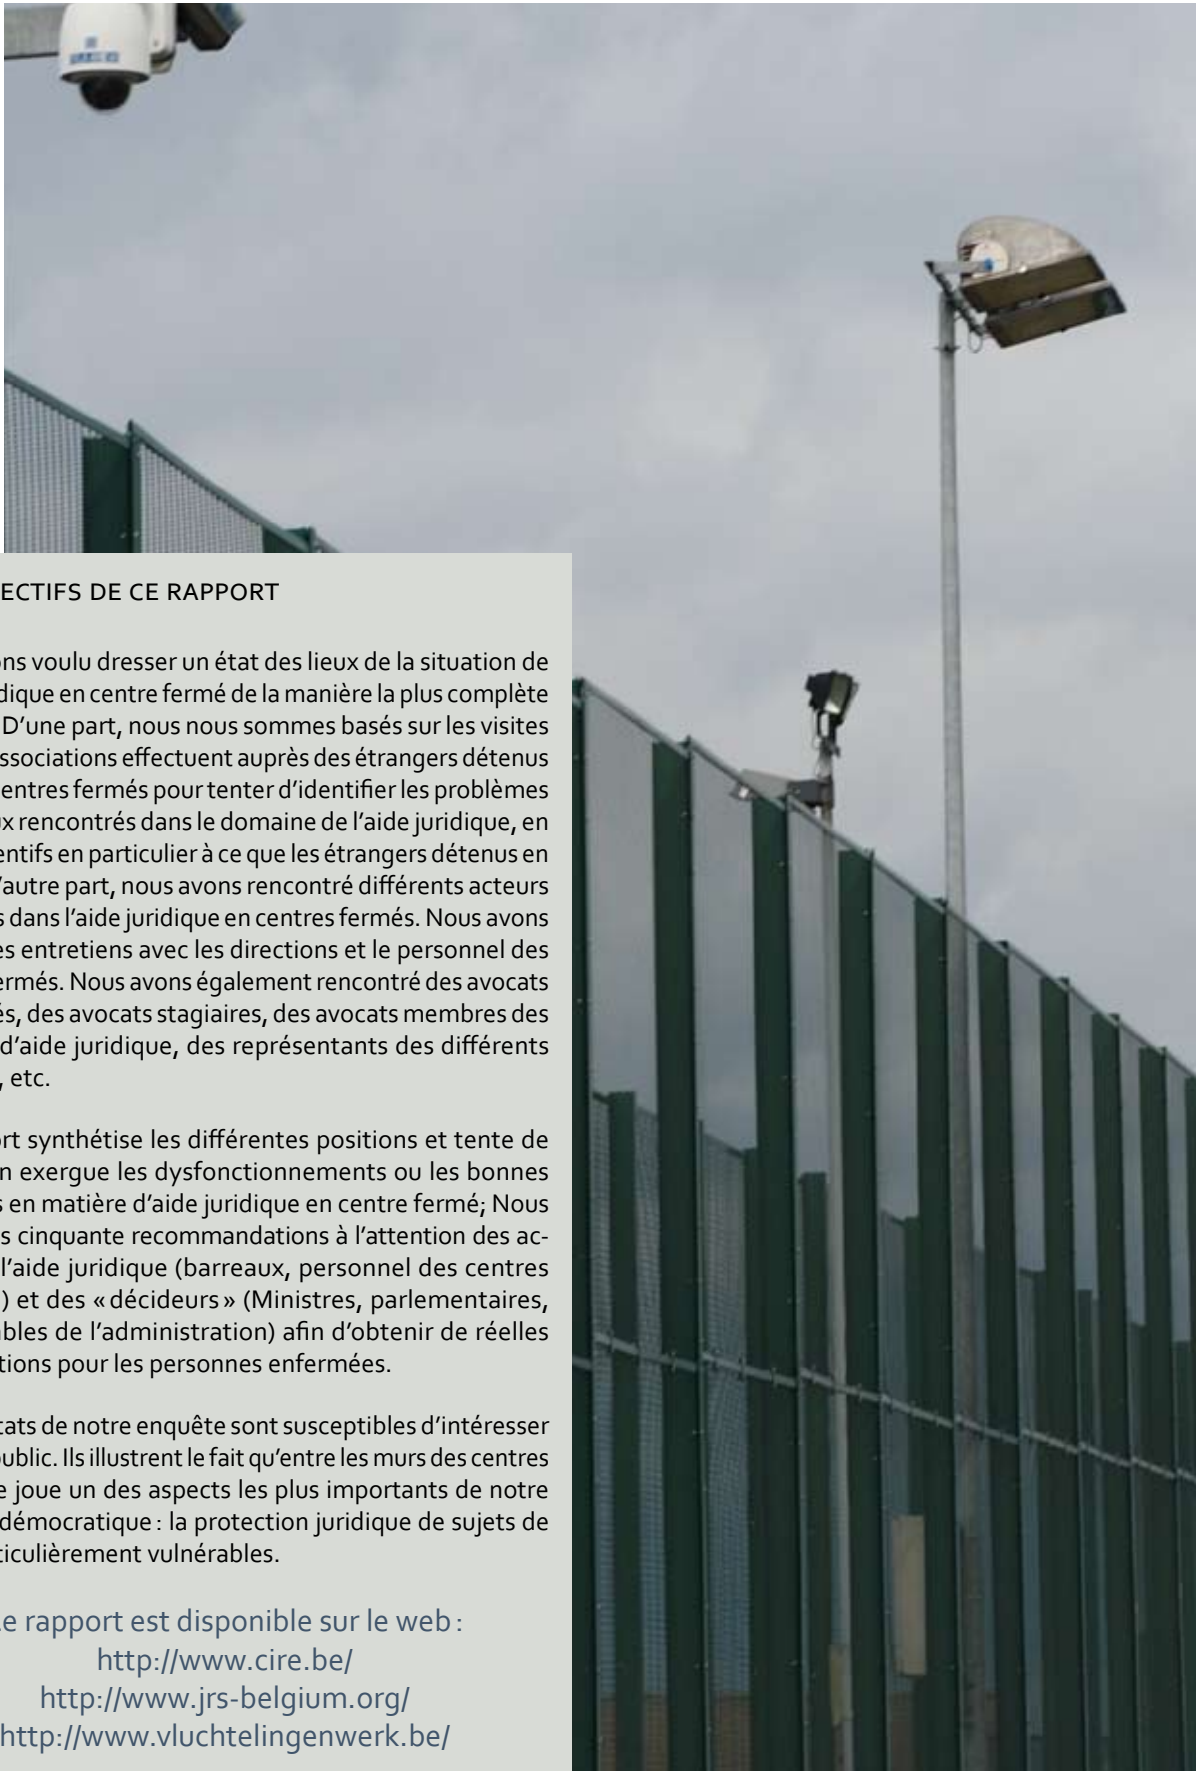 ECTIFS DE CE RAPPORT
ns voulu dresser un état des lieux de la situation de
dique en centre fermé de la manière la plus complète
D’une part, nous nous sommes basés sur les visites
ssociations effectuent auprès des étrangers détenus
entres fermés pour tenter d’identifier les problèmes
ux rencontrés dans le domaine de l’aide juridique, en
entifs en particulier à ce que les étrangers détenus en
’autre part, nous avons rencontré différents acteurs
s dans l’aide juridique en centres fermés. Nous avons
es entretiens avec les directions et le personnel des
ermés. Nous avons également rencontré des avocats
és, des avocats stagiaires, des avocats membres des
d’aide juridique, des représentants des différents
, etc.
rt synthétise les différentes positions et tente de
n exergue les dysfonctionnements ou les bonnes
s en matière d’aide juridique en centre fermé; Nous
s cinquante recommandations à l’attention des ac-
l’aide juridique (barreaux, personnel des centres
) et des «décideurs» (Ministres, parlementaires,
bles de l’administration) afin d’obtenir de réelles
tions pour les personnes enfermées.
tats de notre enquête sont susceptibles d’intéresser
public. Ils illustrent le fait qu’entre les murs des centres
e joue un des aspects les plus importants de notre
démocratique: la protection juridique de sujets de
ticulièrement vulnérables.
e rapport est disponible sur le web:
http://www.cire.be/
http://www.jrs-belgium.org/
http://www.vluchtelingenwerk.be/